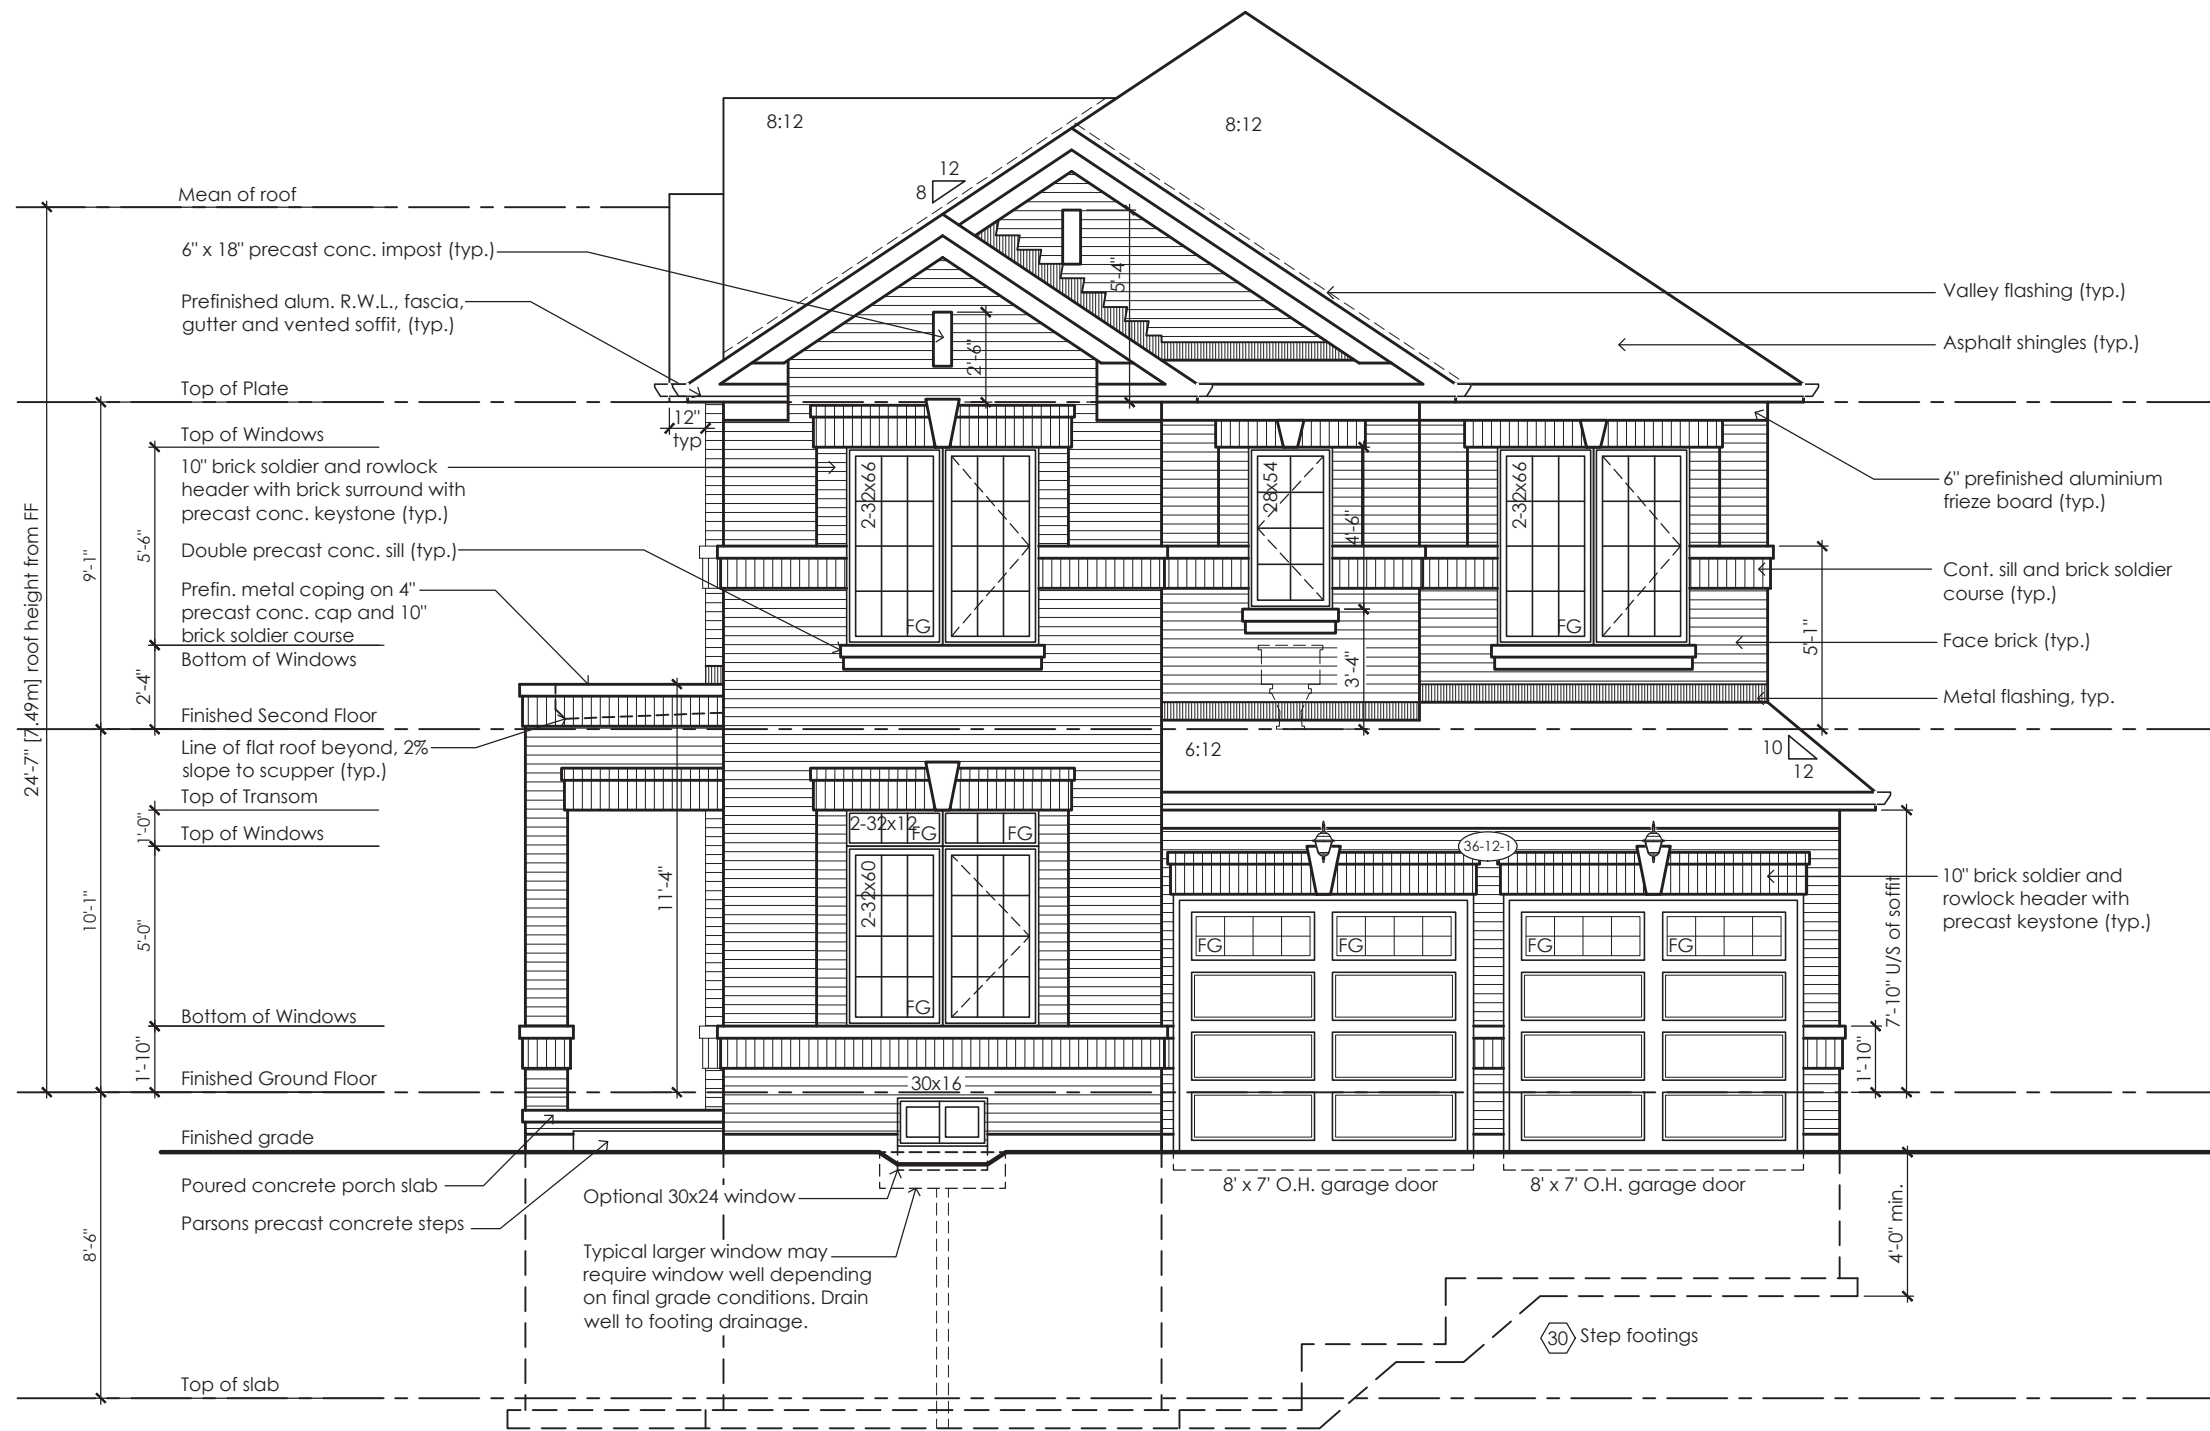 8:12
8:12
12
8
Mean of roof
6" x 18" precast conc. impost (typ.)
Prefinished alum. R.W.L., fascia,
gutter and vented soffit, (typ.)
5'-4"
2'-6"
Valley flashing (typ.)
Asphalt shingles (typ.)
Top of Plate
12"
typ
Top of Windows
10" brick soldier and rowlock
header with brick surround with
precast conc. keystone (typ.)
Double precast conc. sill (typ.)
Prefin. metal coping on 4"
precast conc. cap and 10"
brick soldier course
Bottom of Windows
24'-7" [7.49m] roof height from FF
9'-1"
5'-6"
2'-4"
2-32x66
FG
28x54
4'-6"
3'-4"
2-32x66
FG
5'-1"
6" prefinished aluminium
frieze board (typ.)
Cont. sill and brick soldier
course (typ.)
Face brick (typ.)
Metal flashing, typ.
Finished Second Floor
Line of flat roof beyond, 2%
slope to scupper (typ.)
6:12
10
12
Top of Transom
Top of Windows
1'-0"
10'-1"
5'-0"
1'-10"
11'-4"
2-32x12
FG
FG
2-32x60
FG
36-12-1
FG
FG
FG
FG
7'-10" U/S of soffit
1'-10"
10" brick soldier and
rowlock header with
precast keystone (typ.)
Bottom of Windows
Finished Ground Floor
30x16
Finished grade
Poured concrete porch slab
Parsons precast concrete steps
8'-6"
Optional 30x24 window
Typical larger window may
require window well depending
on final grade conditions. Drain
well to footing drainage.
8' x 7' O.H. garage door
8' x 7' O.H. garage door
4'-0" min.
30
Step footings
Top of slab